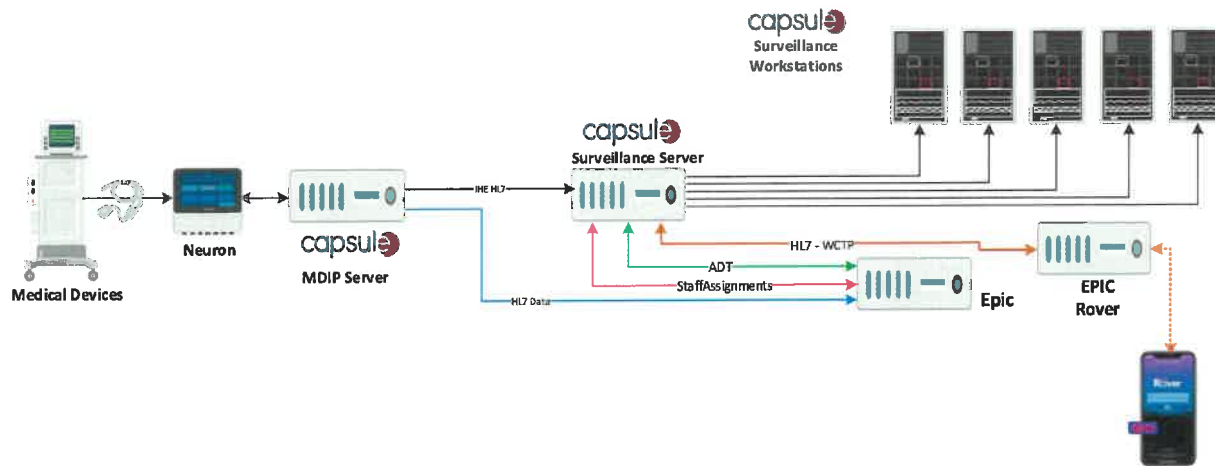 capsule
Surveillance
Workstations
capsule
Surveillance Server
IHE HL7
Neuron
capsule
MDIP Server
Medical Devices
HL7 - WCTP
ADT
StaffAssignments
HL7 Data
Epic
EPIC
Rover
Rover